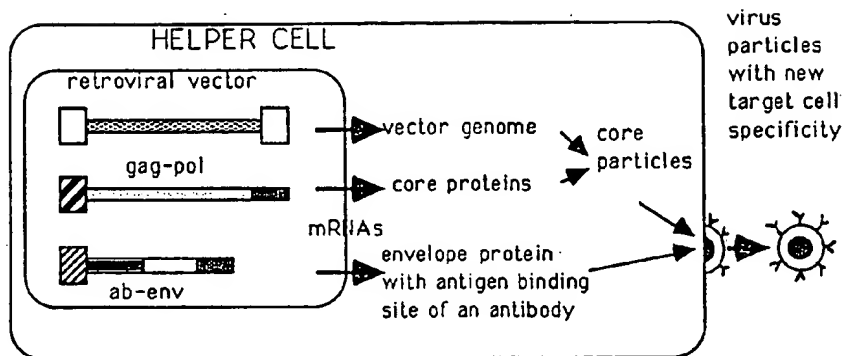 HELPER CELL
retroviral vector
vector genome
gag-pol
core proteins
core
particles
mRNAs
ab-env
envelope protein
with antigen binding
site of an antibody
virus
particles
with new
target cell
specificity